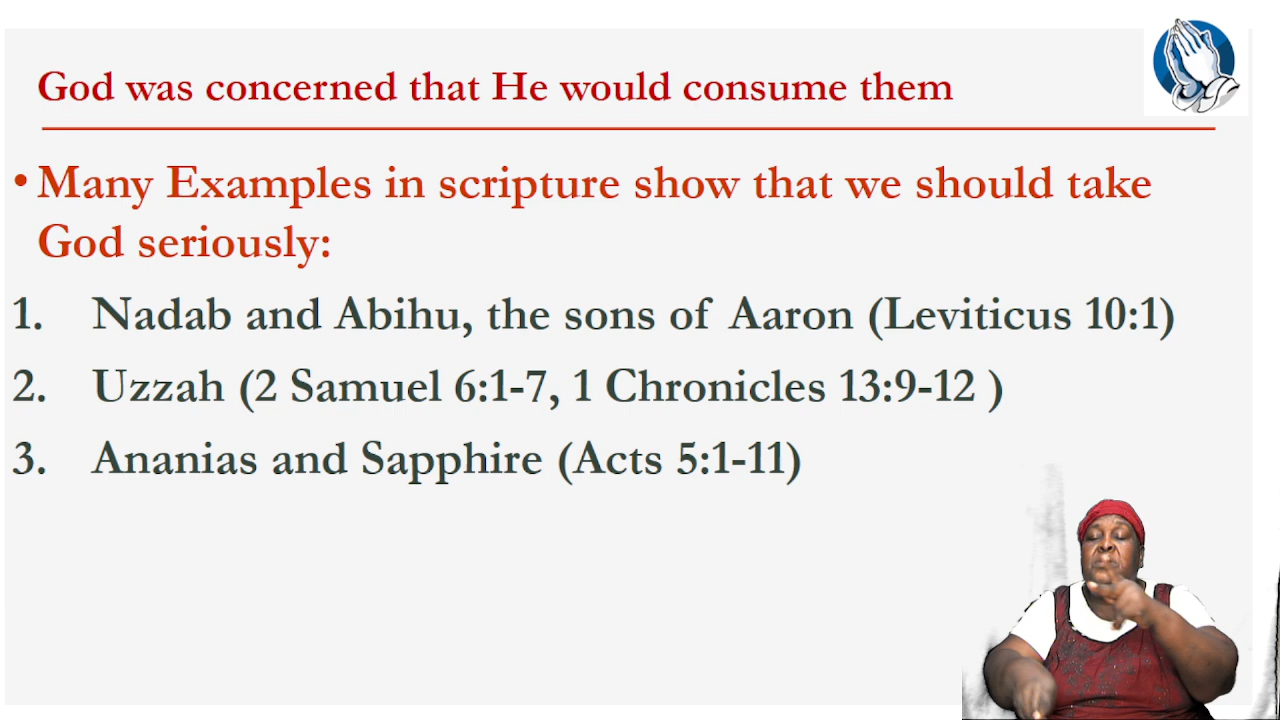 God was concerned that He would consume them
• Many Examples in scripture show that we should take
God seriously:
1. Nadab and Abihu, the sons of Aaron (Leviticus 10:1)
2. Uzzah (2 Samuel 6:1-7, 1 Chronicles 13:9-12 )
3. Ananias and Sapphire (Acts 5:1-11)